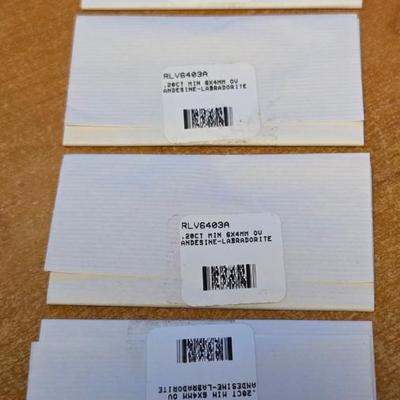 RLV6403A
.20CT MIN 6X4MM OV
ANDESINE-LABRADORITE
RLV6403A
.20CT MIN 6X4MM OV
ANDESINE-LABRADORITE
.20CT MIN 6X4MM OV
ANDESINE-LABRADORITE